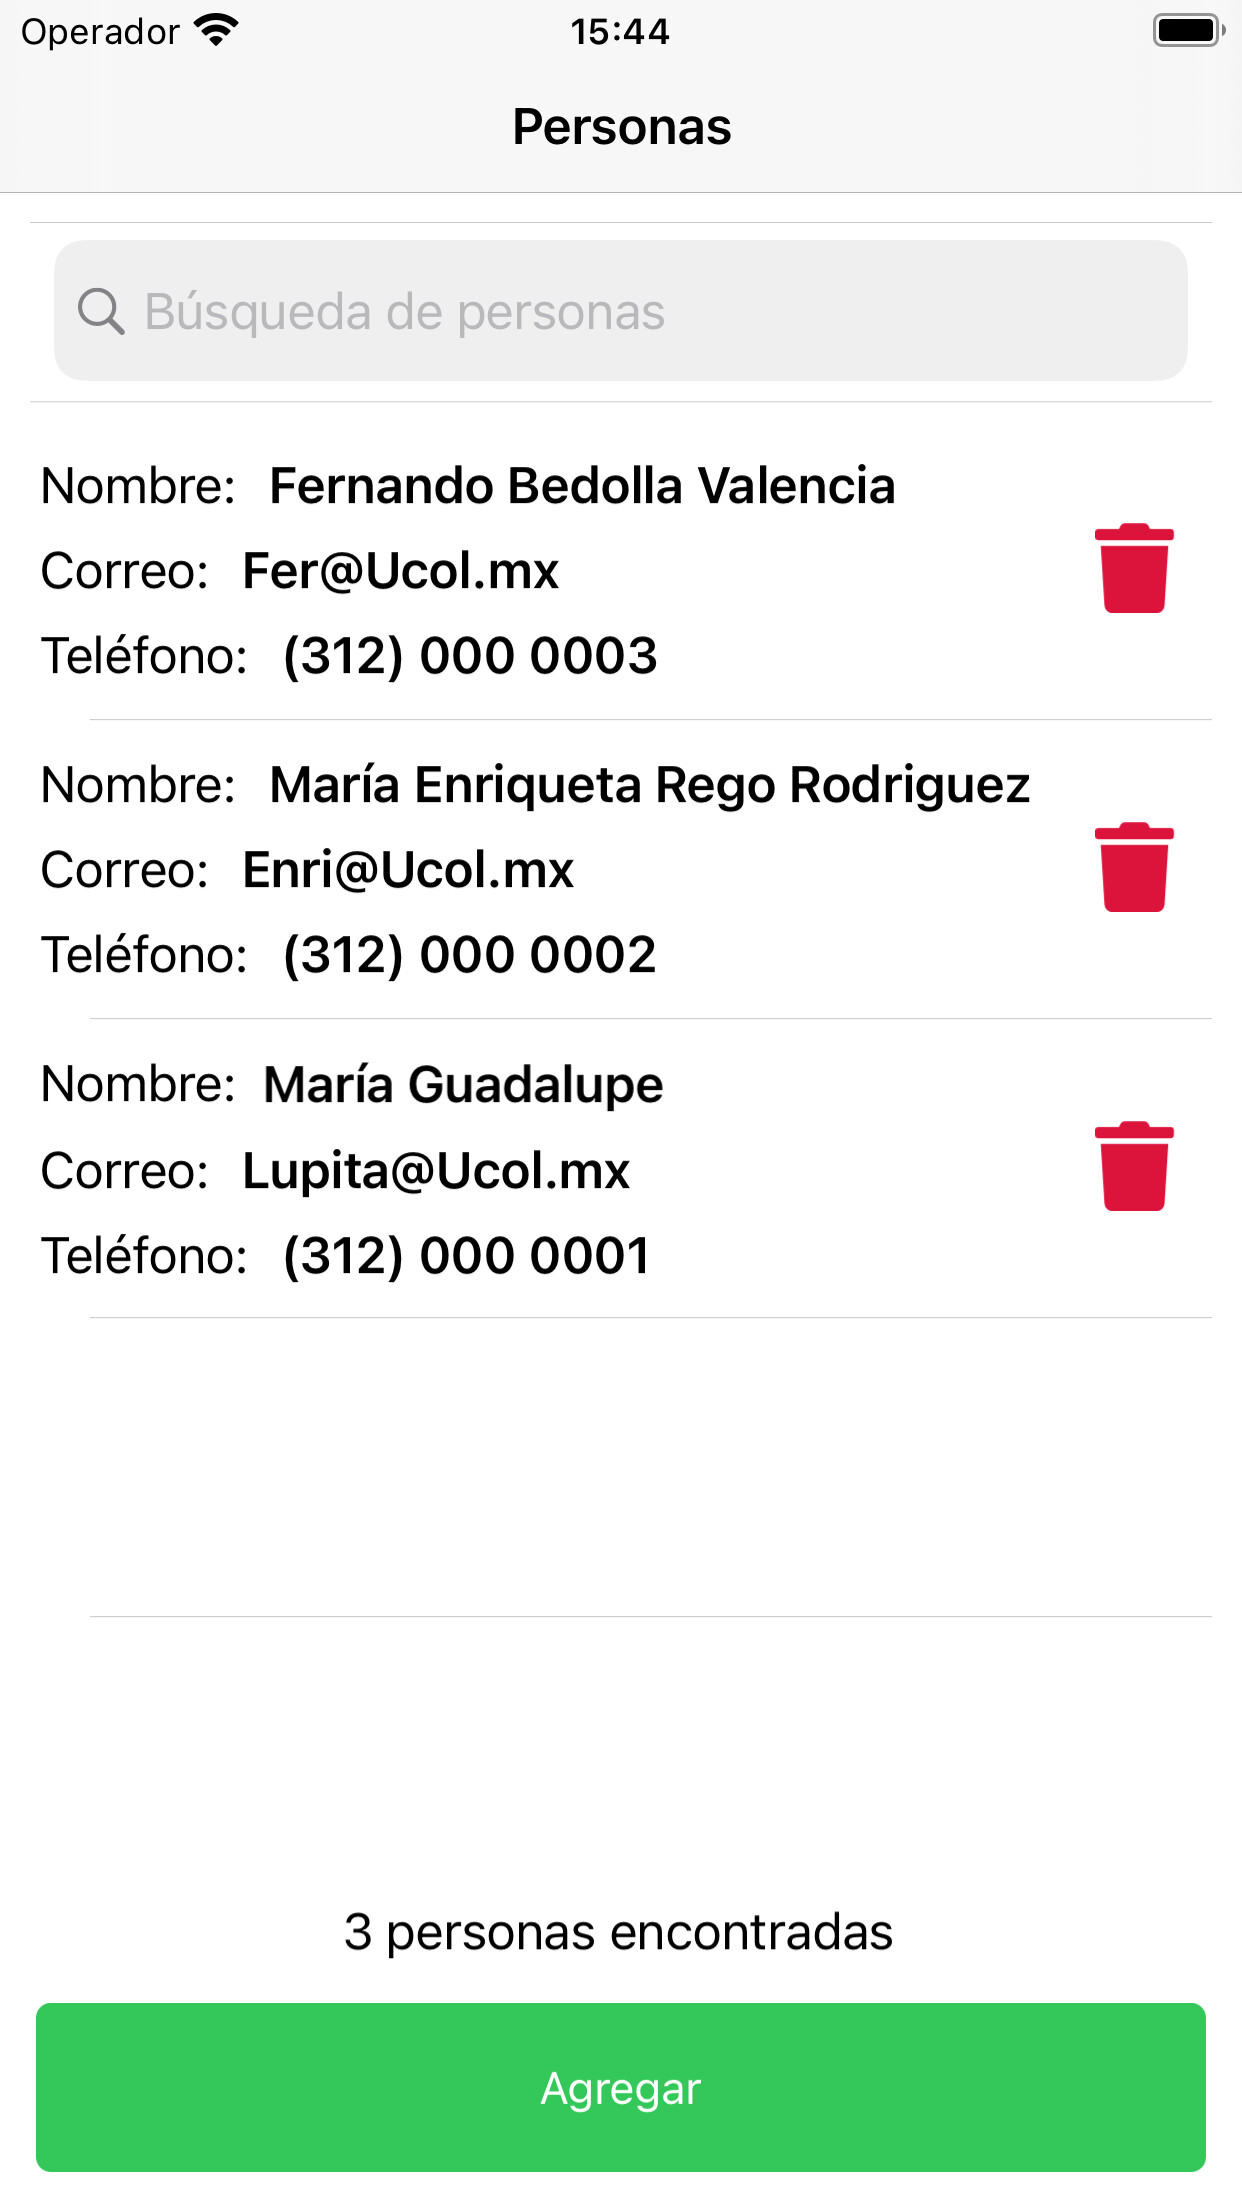 Operador 15:44
Personas
Búsqueda de personas
Nombre: Fernando Bedolla Valencia
Correo: Fer@Ucol.mx
Teléfono: (312) 000 0003
Nombre: María Enriqueta Rego Rodriguez
Correo: Enri@Ucol.mx
Teléfono: (312) 000 0002
Nombre: María Guadalupe
Correo: Lupita@Ucol.mx
Teléfono: (312) 000 0001
3 personas encontradas
Agregar